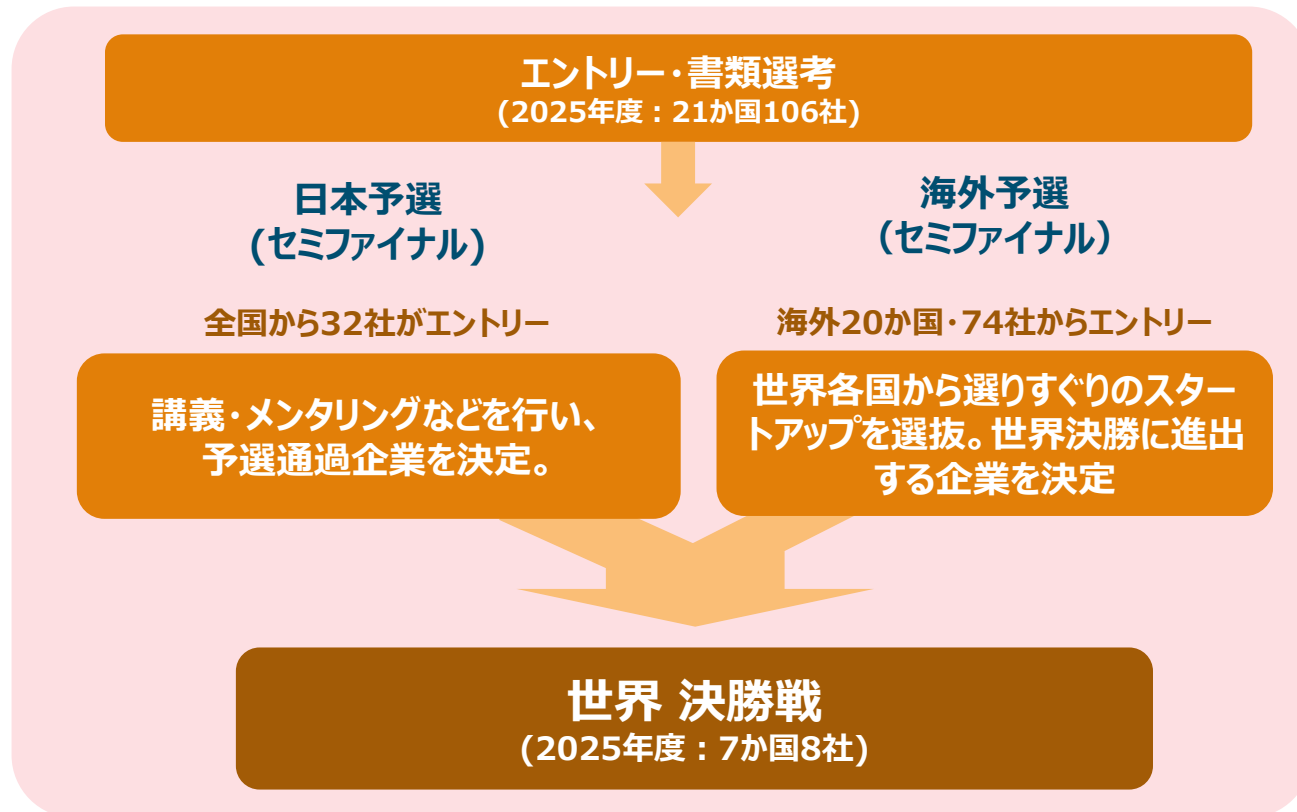 エントリー・書類選考
(2025年度：21か国106社)
日本予選
(セミファイナル)
全国から32社がエントリー
講義・メンタリングなどを行い、
予選通過企業を決定。
海外予選
（セミファイナル）
海外20か国・74社からエントリー
世界各国から選りすぐりのスター
トアップを選抜。世界決勝に進出
する企業を決定
世界 決勝戦
(2025年度：7か国8社)